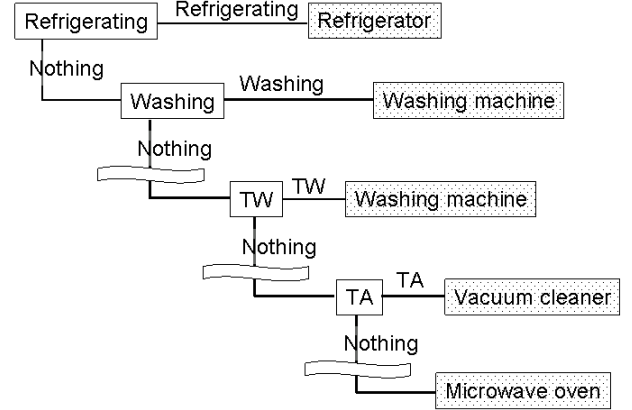 Refrigerating
Refrigerating
Refrigerator
Nothing
Washing
Washing
Washing machine
Nothing
TW
TW
Washing machine
Nothing
TA
TA
Vacuum cleaner
Nothing
Microwave oven